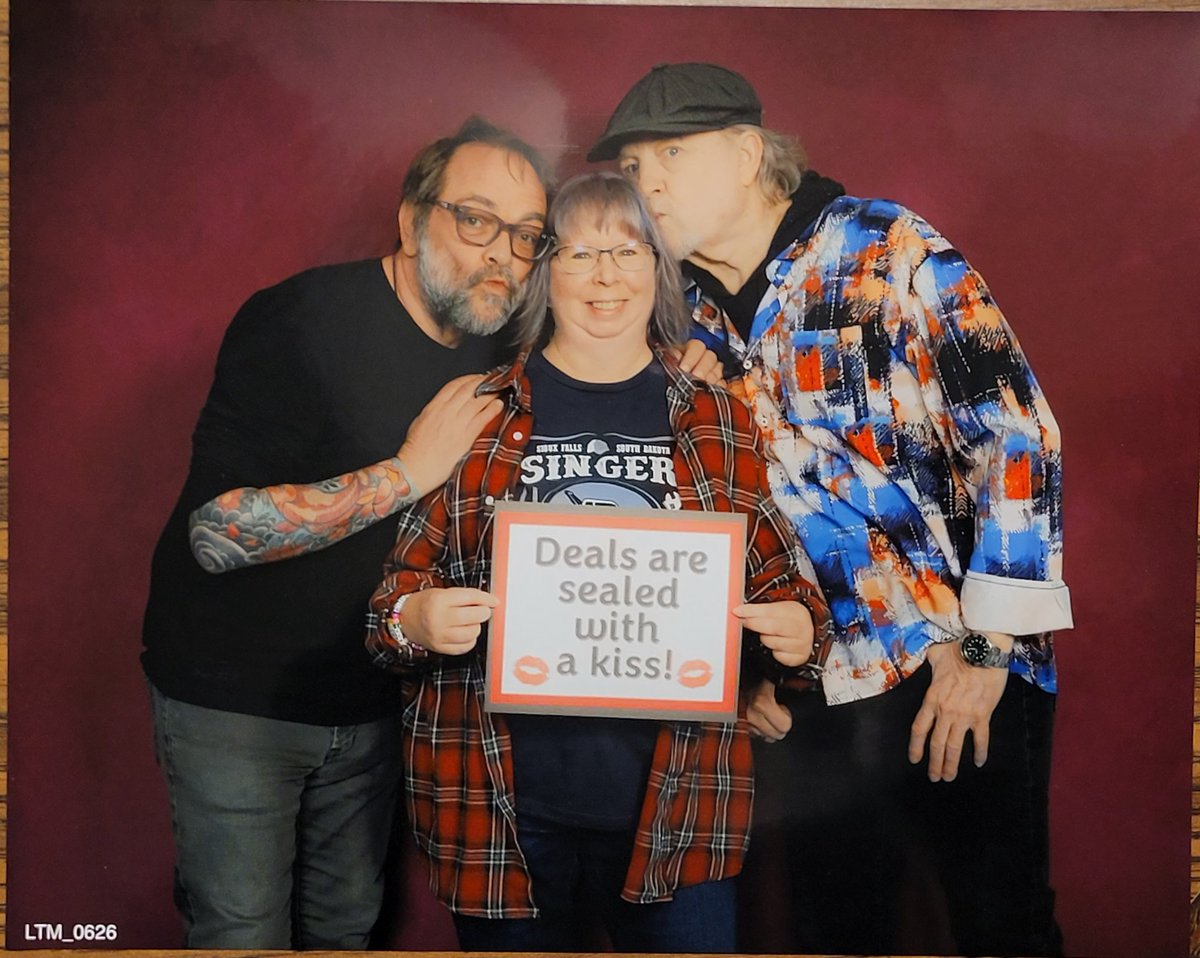 SIOUX FALLS SOUTH DAKOTA
SINGER
Deals are
sealed
with
a kiss!
LTM_0626